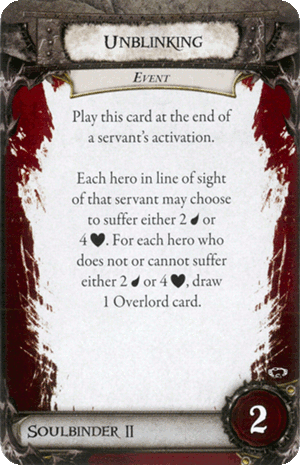 UNBLINKING
EVENT
Play this card at the end of
a servant's activation.
Each hero in line of sight
of that servant may choose
to suffer either 2 or
4 . For each hero who
does not or cannot suffer
either 2 or 4 , draw
1 Overlord card.
SOULBINDER II
2